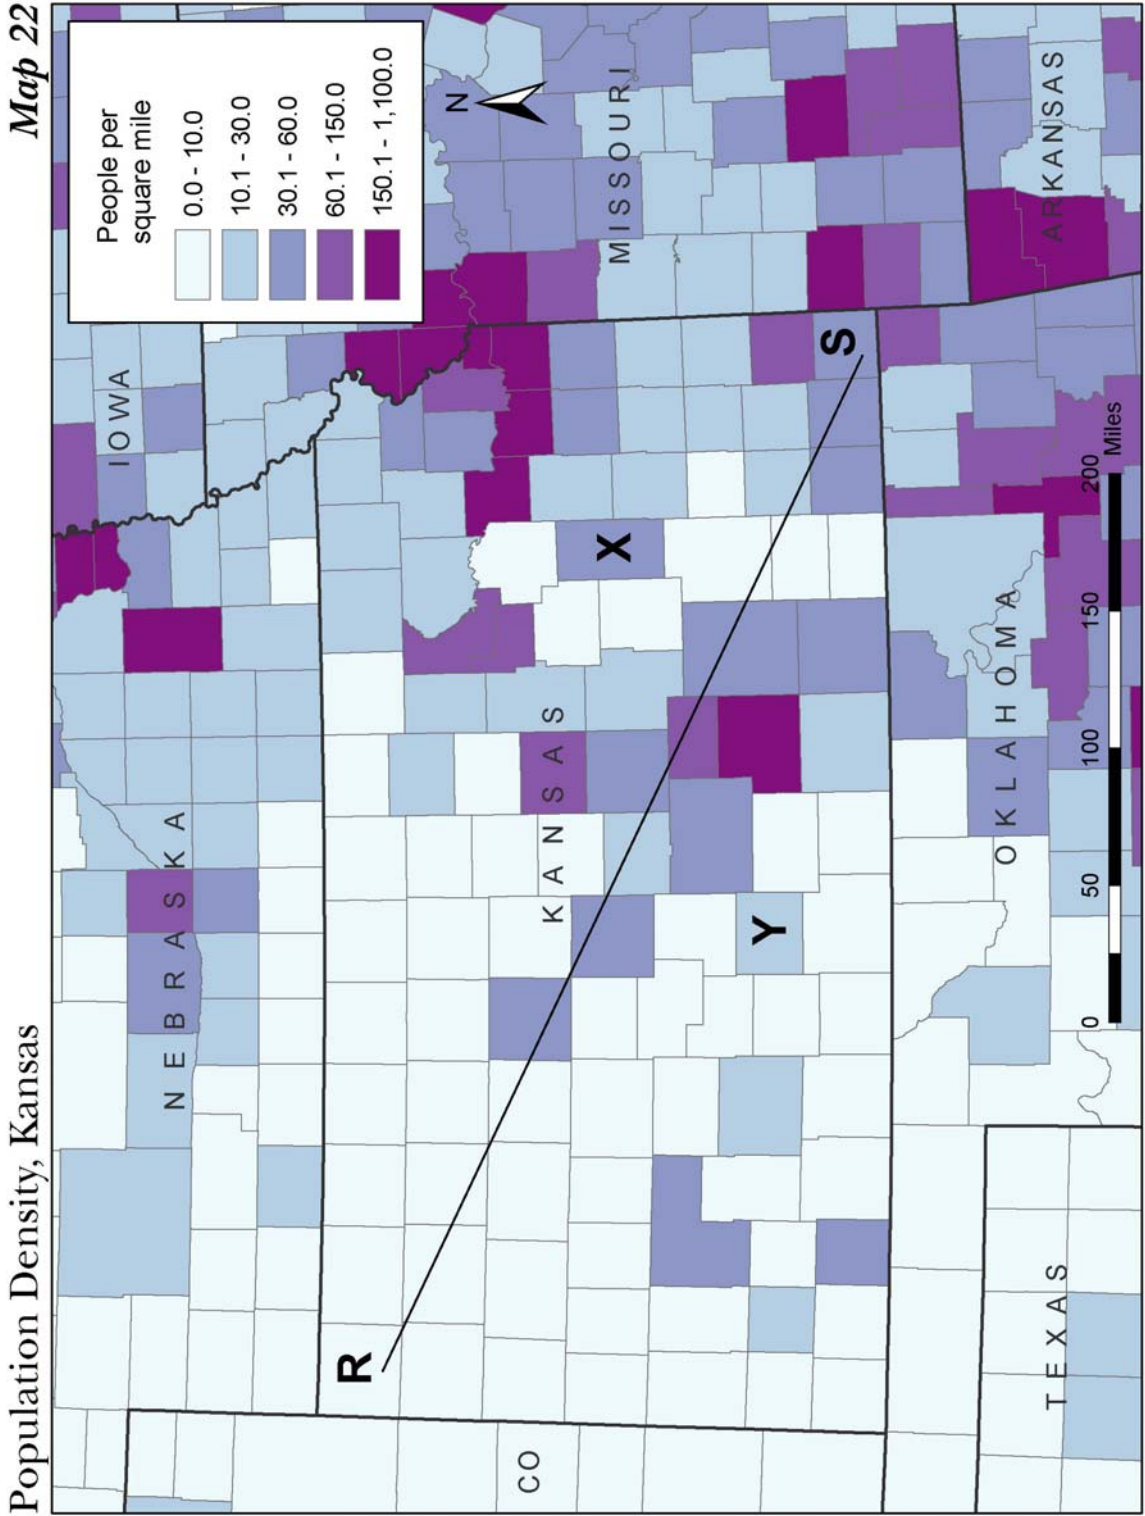 Population Density, Kansas
Map 22
People per
square mile
0.0 - 10.0
10.1 - 30.0
30.1 - 60.0
60.1 - 150.0
150.1 - 1,100.0
IOWA
NEBRASKA
N
MISSOURI
R
X
KANSAS
CO
Y
S
OKLAHOMA
ARKANSAS
TEXAS
0 50 100 150 200
Miles